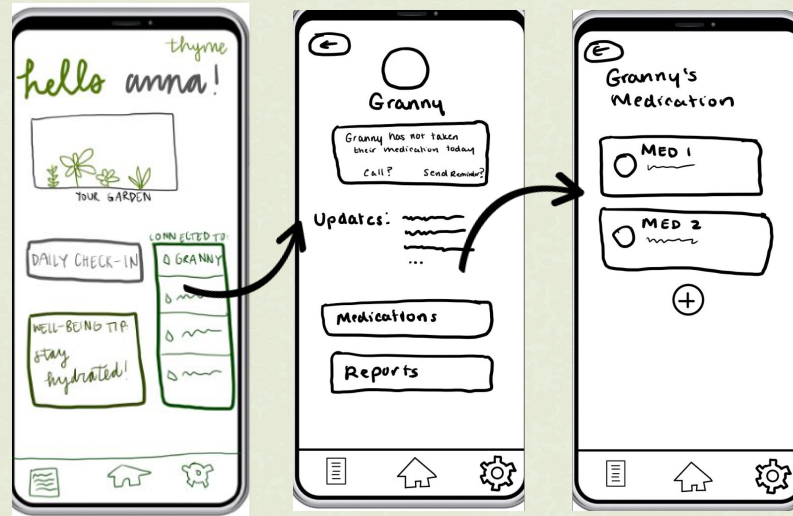 thyme
hello anna!
YOUR GARDEN
DAILY CHECK-IN
CONNECTED TO:
GRANNY
WELL-BEING TIP:
stay
hydrated!
Granny
Granny has not taken
their medication today
Call? Send Reminder?
Updates:
...
Medications
Reports
Granny's
Medication
MED 1
MED 2